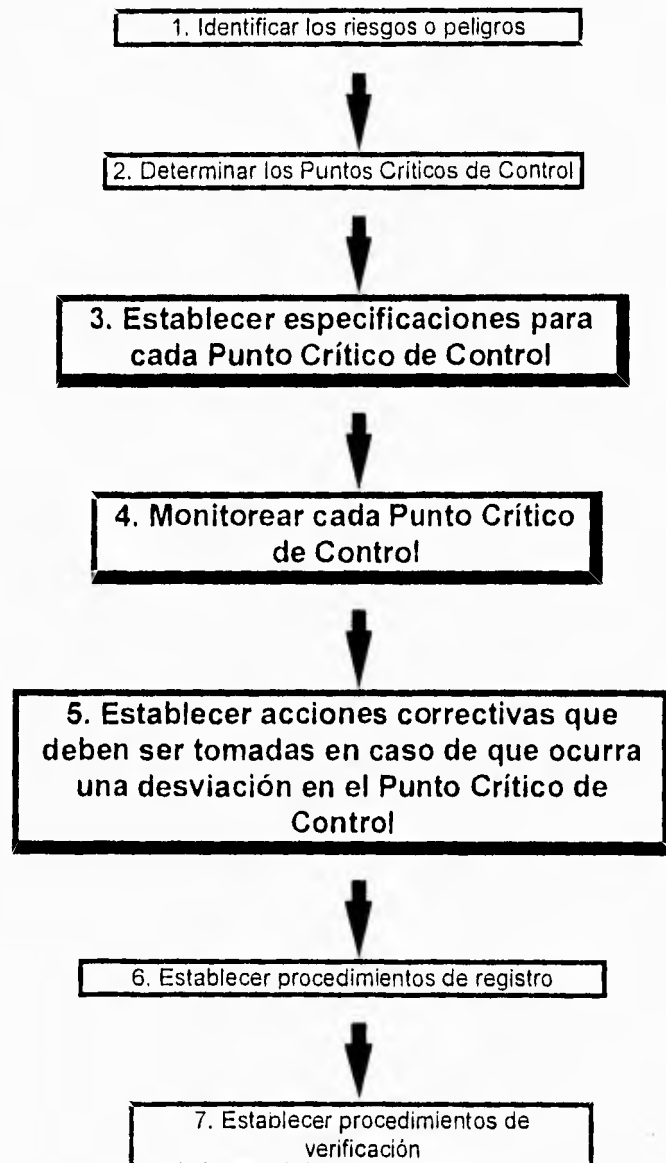 1. Identificar los riesgos o peligros
2. Determinar los Puntos Críticos de Control
3. Establecer especificaciones para
cada Punto Crítico de Control
4. Monitorear cada Punto Crítico
de Control
5. Establecer acciones correctivas que
deben ser tomadas en caso de que ocurra
una desviación en el Punto Crítico de
Control
6. Establecer procedimientos de registro
7. Establecer procedimientos de
verificación